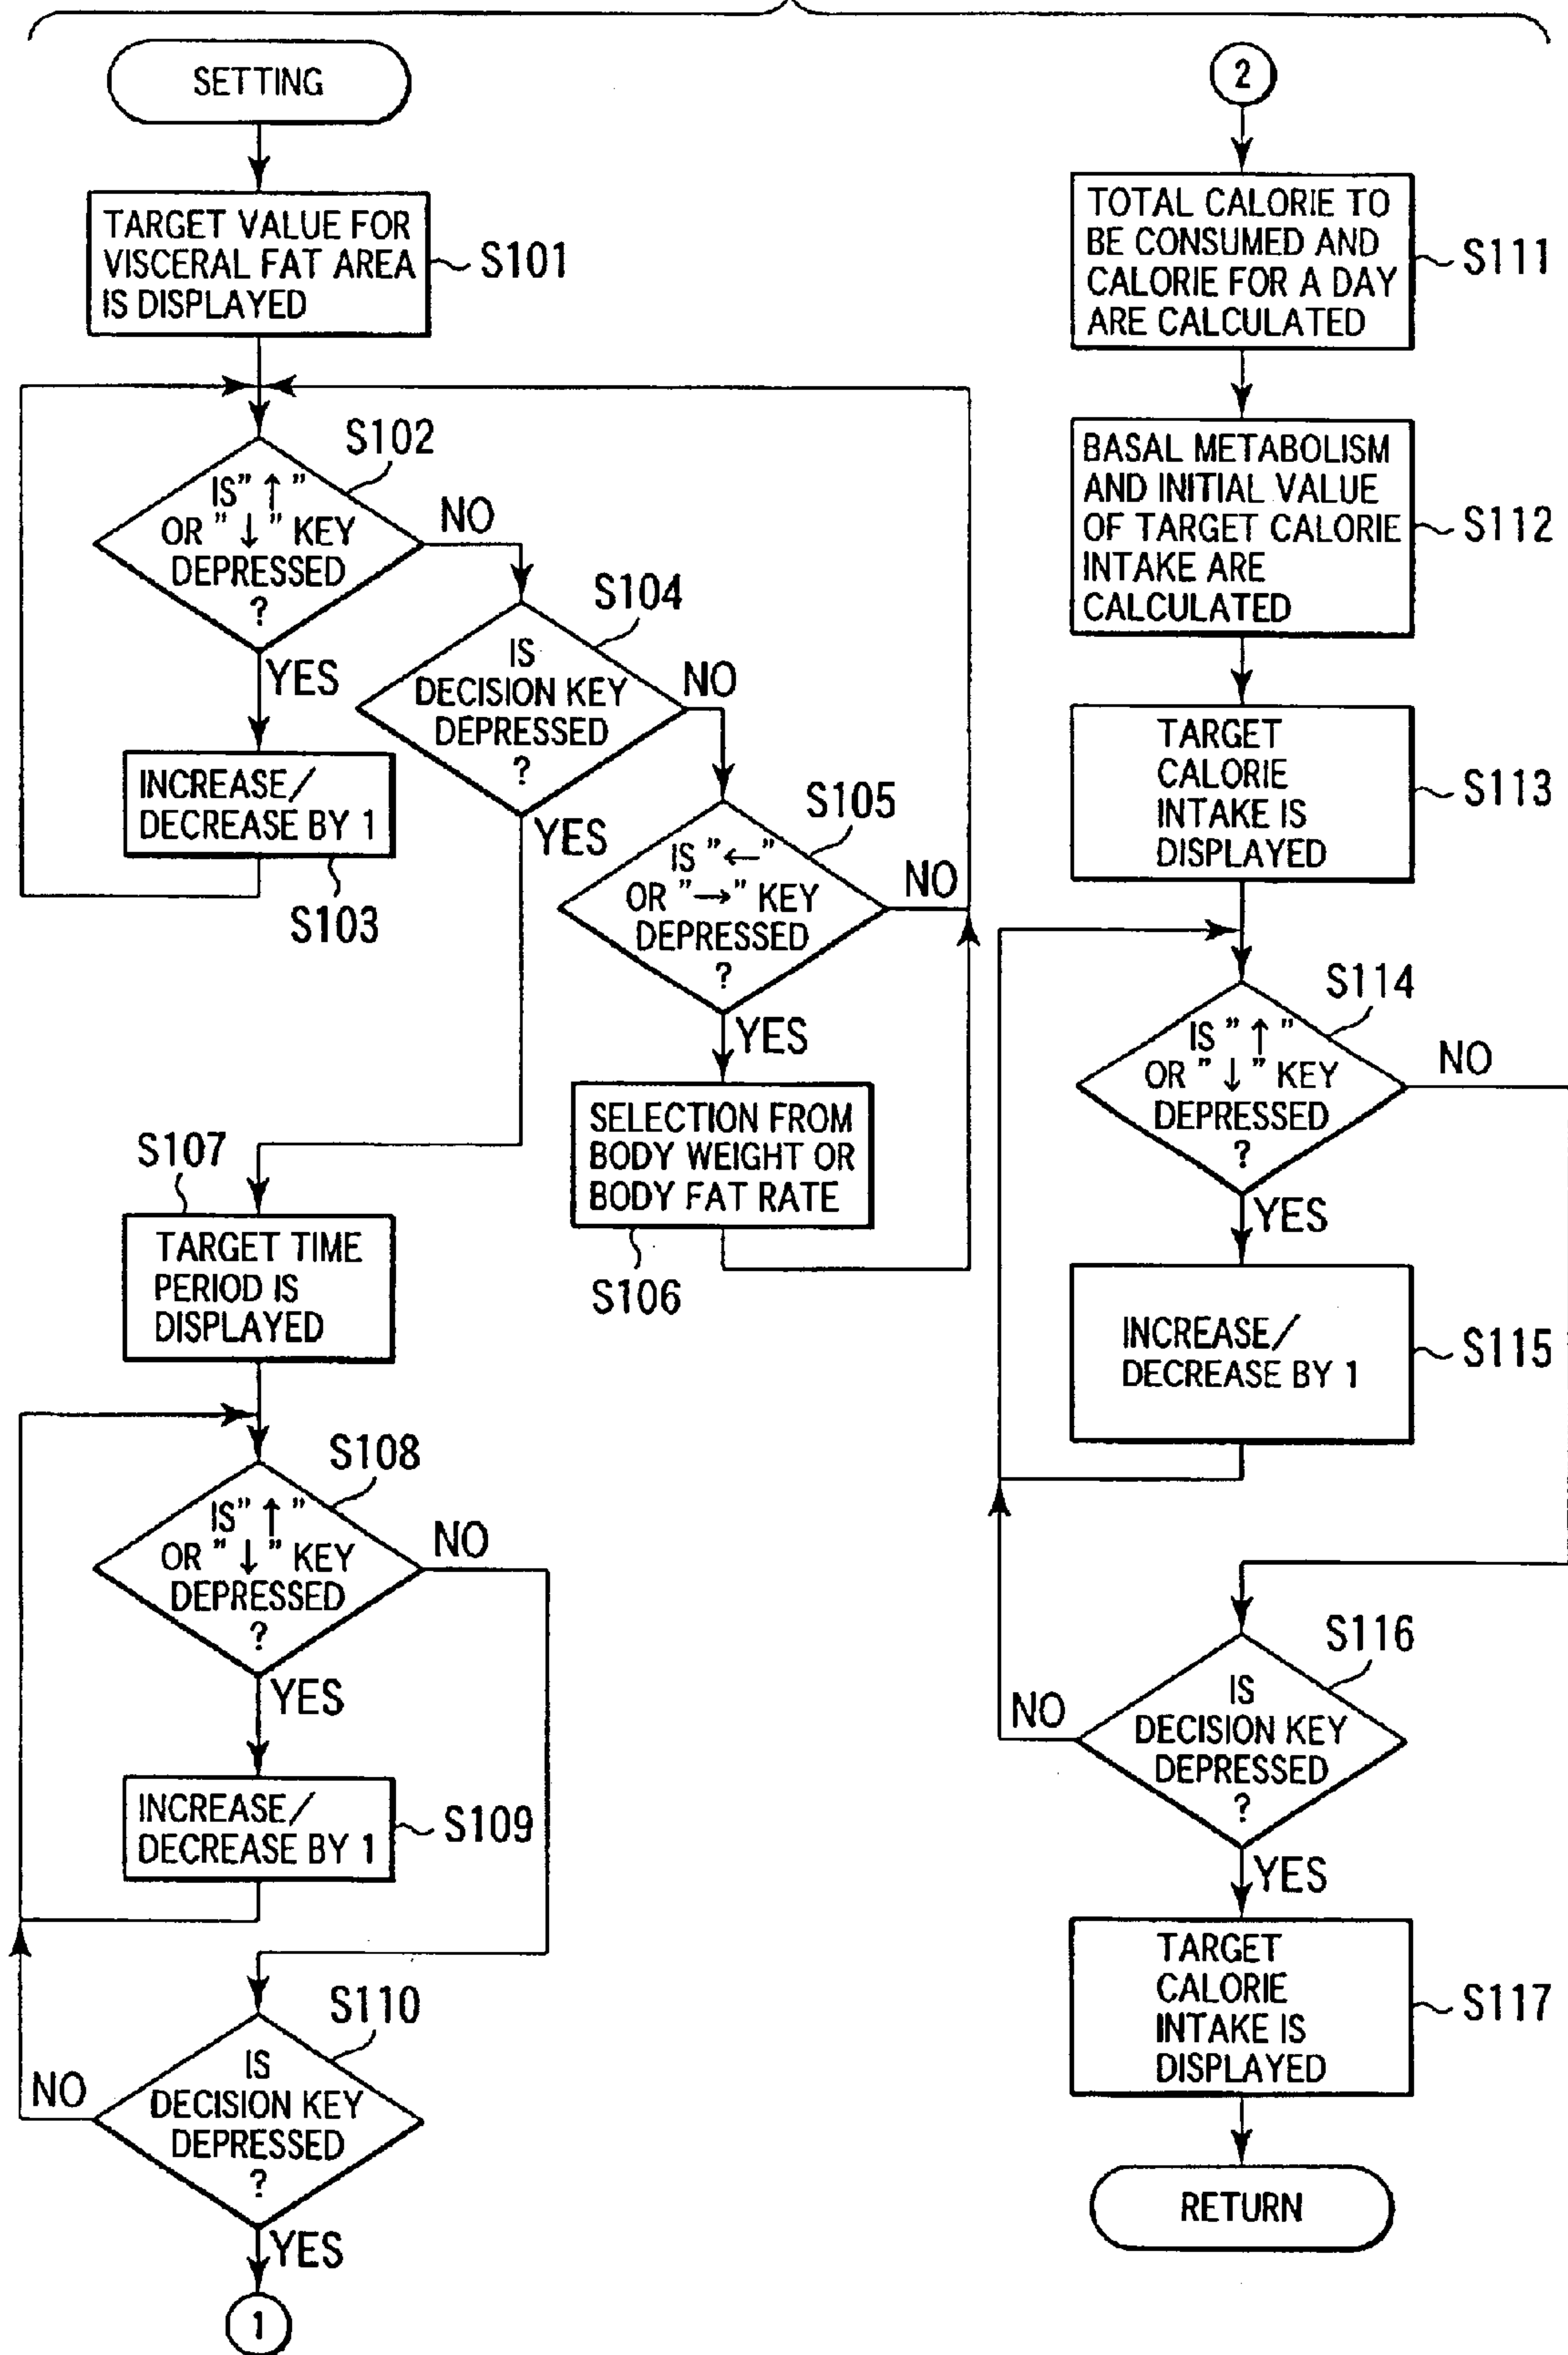 SETTING
TARGET VALUE FOR
VISCERAL FAT AREA
IS DISPLAYED
S101
S102
IS" ↑ "
OR " ↓ " KEY
DEPRESSED
?
NO
YES
INCREASE/
DECREASE BY 1
S103
S104
IS
DECISION KEY
DEPRESSED
?
NO
YES
S105
IS "←"
OR "→" KEY
DEPRESSED
?
NO
YES
SELECTION FROM
BODY WEIGHT OR
BODY FAT RATE
S106
S107
TARGET TIME
PERIOD IS
DISPLAYED
S108
IS" ↑ "
OR " ↓ " KEY
DEPRESSED
?
NO
YES
INCREASE/
DECREASE BY 1
S109
S110
IS
DECISION KEY
DEPRESSED
?
NO
YES
1
2
TOTAL CALORIE TO
BE CONSUMED AND
CALORIE FOR A DAY
ARE CALCULATED
S111
BASAL METABOLISM
AND INITIAL VALUE
OF TARGET CALORIE
INTAKE ARE
CALCULATED
S112
TARGET
CALORIE
INTAKE IS
DISPLAYED
S113
S114
IS " ↑ "
OR " ↓ " KEY
DEPRESSED
?
NO
YES
INCREASE/
DECREASE BY 1
S115
S116
IS
DECISION KEY
DEPRESSED
?
NO
YES
TARGET
CALORIE
INTAKE IS
DISPLAYED
S117
RETURN